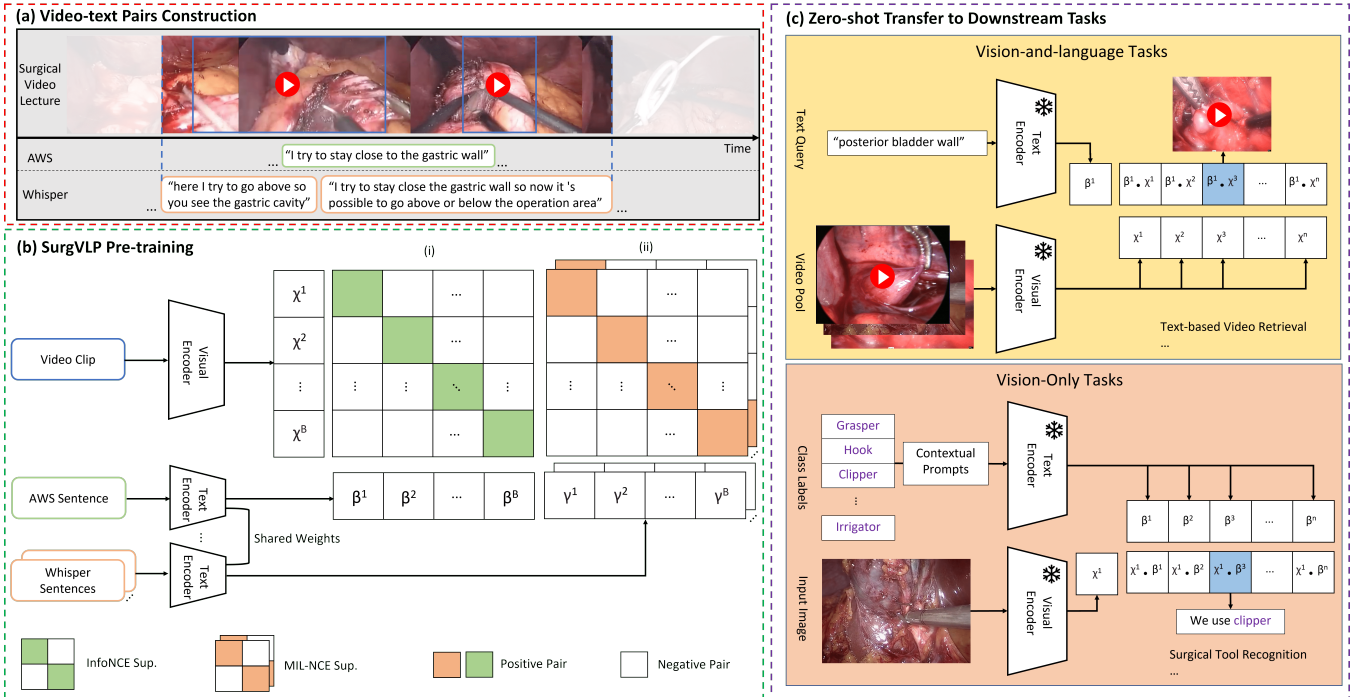 (a) Video-text Pairs Construction
Surgical
Video
Lecture
Time
AWS
... “I try to stay close to the gastric wall” ...
Whisper
... “here I try to go above so
you see the gastric cavity”
“I try to stay close the gastric wall so now it 's
possible to go above or below the operation area” ...
(b) SurgVLP Pre-training
(i)
(ii)
Video Clip
Visual
Encoder
χ¹
χ²
⋮
χᴮ
...
...
⋮ ⋮ ⋱ ⋮
...
...
...
⋮ ⋮ ⋱ ⋮
...
⋰
AWS Sentence
Text
Encoder
β¹ β² ... βᴮ
γ¹ γ² ... γᴮ
⋰
...
Shared Weights
Whisper
Sentences
⋰
Text
Encoder
InfoNCE Sup.
MIL-NCE Sup.
Positive Pair
Negative Pair
(c) Zero-shot Transfer to Downstream Tasks
Vision-and-language Tasks
Text Query
“posterior bladder wall”
Text
Encoder
β¹
β¹ • χ¹ β¹ • χ² β¹ • χ³ ... β¹ • χⁿ
χ¹ χ² χ³ ... χⁿ
Video Pool
Visual
Encoder
Text-based Video Retrieval
...
Vision-Only Tasks
Class Labels
Grasper
Hook
Clipper
⋮
Irrigator
Contextual
Prompts
Text
Encoder
β¹ β² β³ ... βⁿ
Input Image
Visual
Encoder
χ¹
χ¹ • β¹ χ¹ • β² χ¹ • β³ ... χ¹ • βⁿ
We use clipper
Surgical Tool Recognition
...